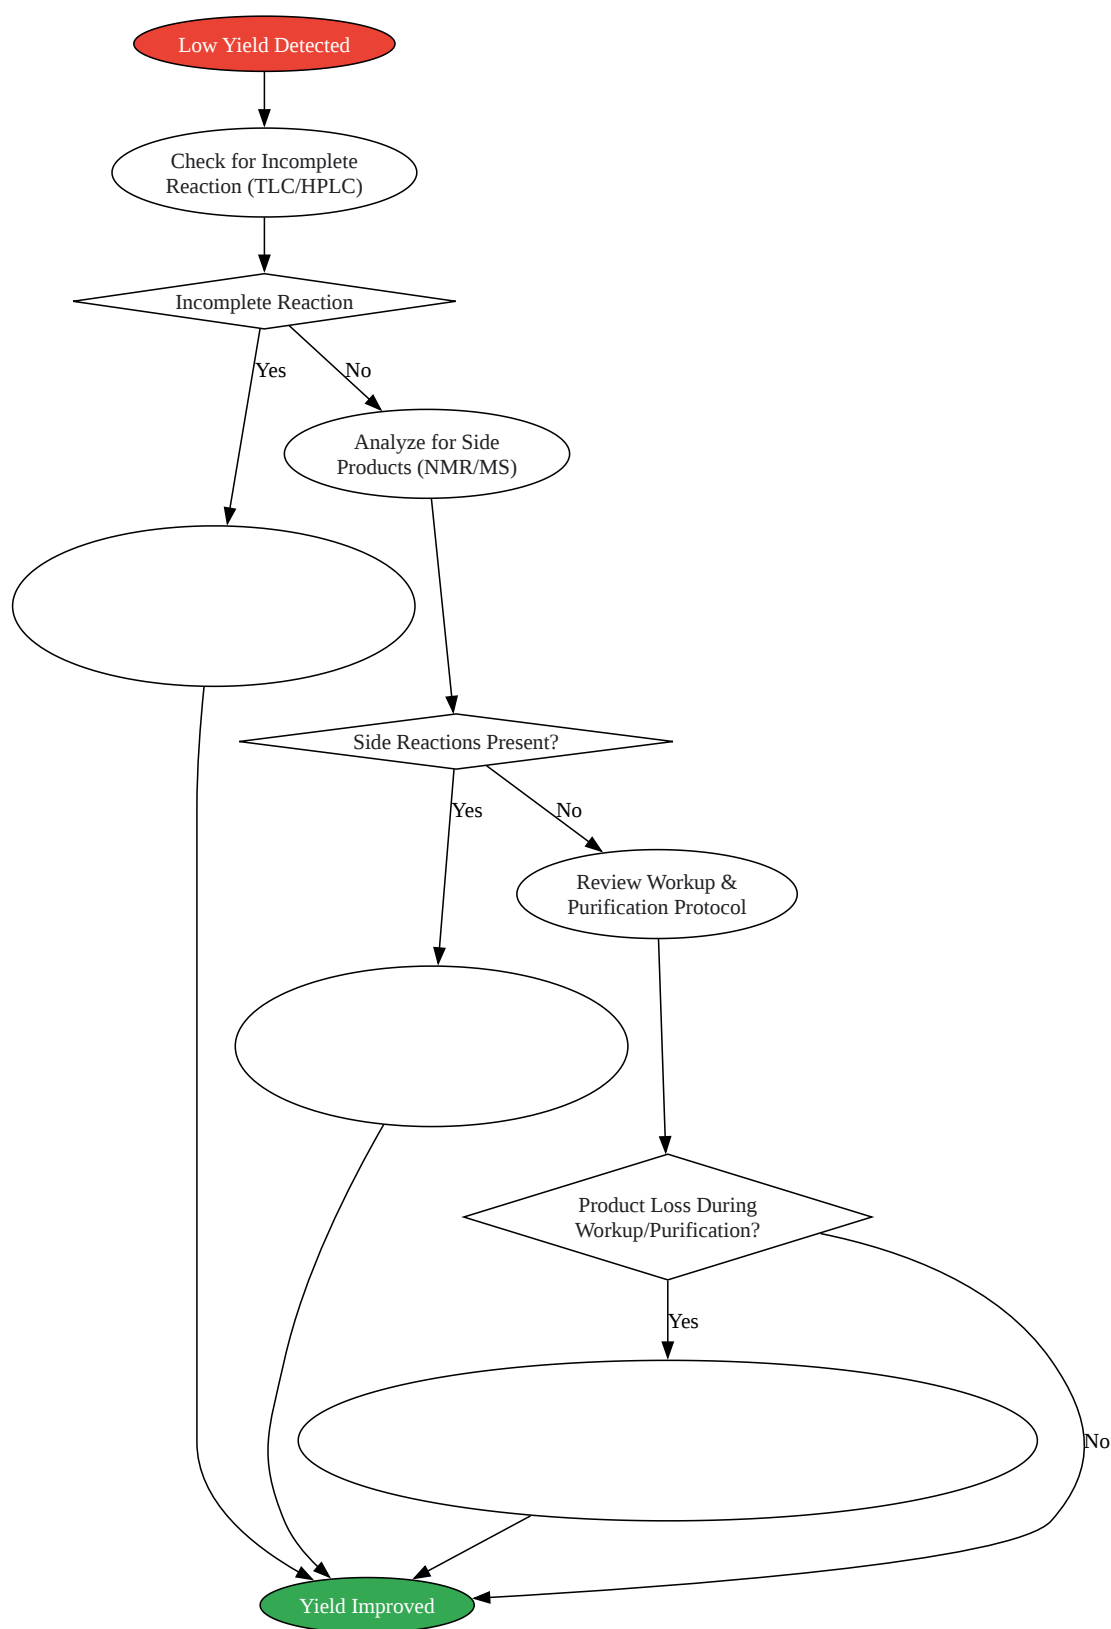 Low Yield Detected
Check for Incomplete
Reaction (TLC/HPLC)
Incomplete Reaction
Yes
No
Analyze for Side
Products (NMR/MS)
Side Reactions Present?
Yes
No
Review Workup &
Purification Protocol
Product Loss During
Workup/Purification?
Yes
No
Yield Improved